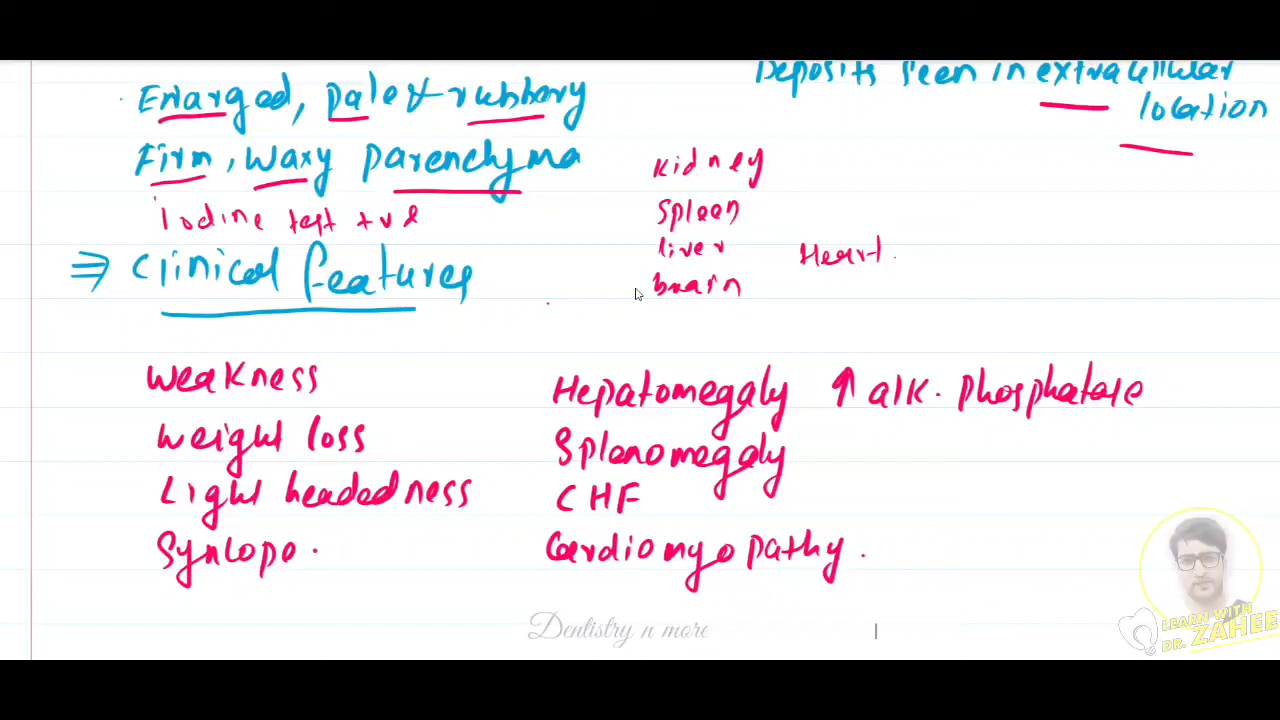 Deposits seen in extracellular
location
Enlarged, pale & rubbery
Firm, waxy parenchyma
Iodine test +ve
Kidney
Spleen
liver
brain
Heart
⇒ Clinical features
Weakness
Weight loss
Light headedness
Syncope.
Hepatomegaly ↑ alk. phosphatase
Splenomegaly
CHF
Cardiomyopathy.
Dentistry n more
LEARN WITH
DR. ZAHEE